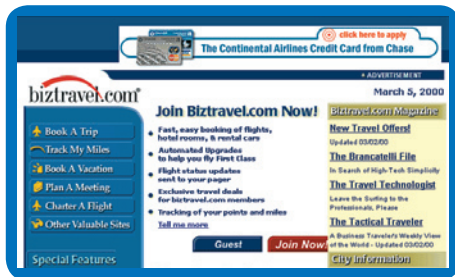 click here to apply
The Continental Airlines Credit Card from Chase
• ADVERTISEMENT
biztravel.com®
March 5, 2000
Book A Trip
Track My Miles
Book A Vacation
Plan A Meeting
Charter A Flight
Other Valuable Sites
Special Features
Join Biztravel.com Now!
• Fast, easy booking of flights,
hotel rooms, & rental cars
• Automated Upgrades
to help you fly First Class
• Flight status updates
sent to your pager
• Exclusive travel deals
for biztravel.com members
• Tracking of your points and miles
Tell me more
Guest
Join Now!
Biztravel.com Magazine
New Travel Offers!
Updated 03/02/00
The Brancatelli File
In Search of High-Tech Simplicity
The Travel Technologist
Leave the Surfing to the
Professionals, Please
The Tactical Traveler
A Business Traveler's Weekly View
of the World - Updated 03/02/00
City Information